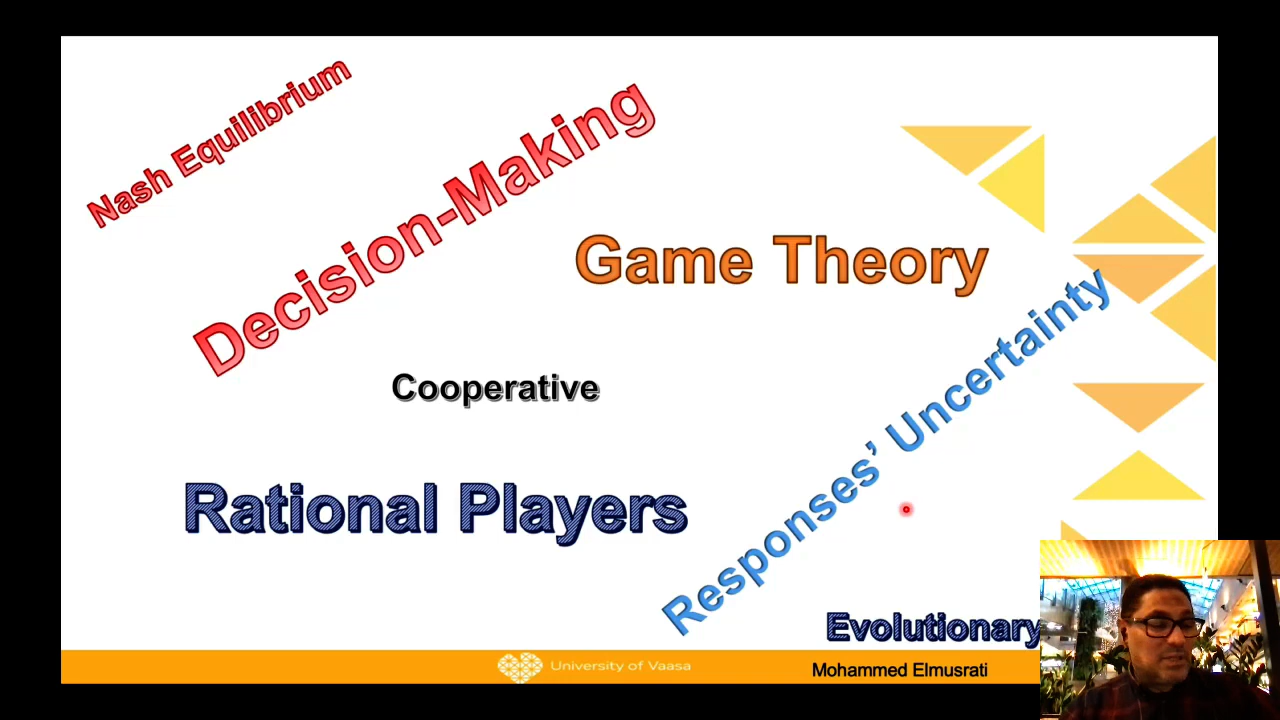 Nash Equilibrium
Decision-Making
Game Theory
Cooperative
Responses’ Uncertainty
Rational Players
Evolutionary
University of Vaasa
Mohammed Elmusrati